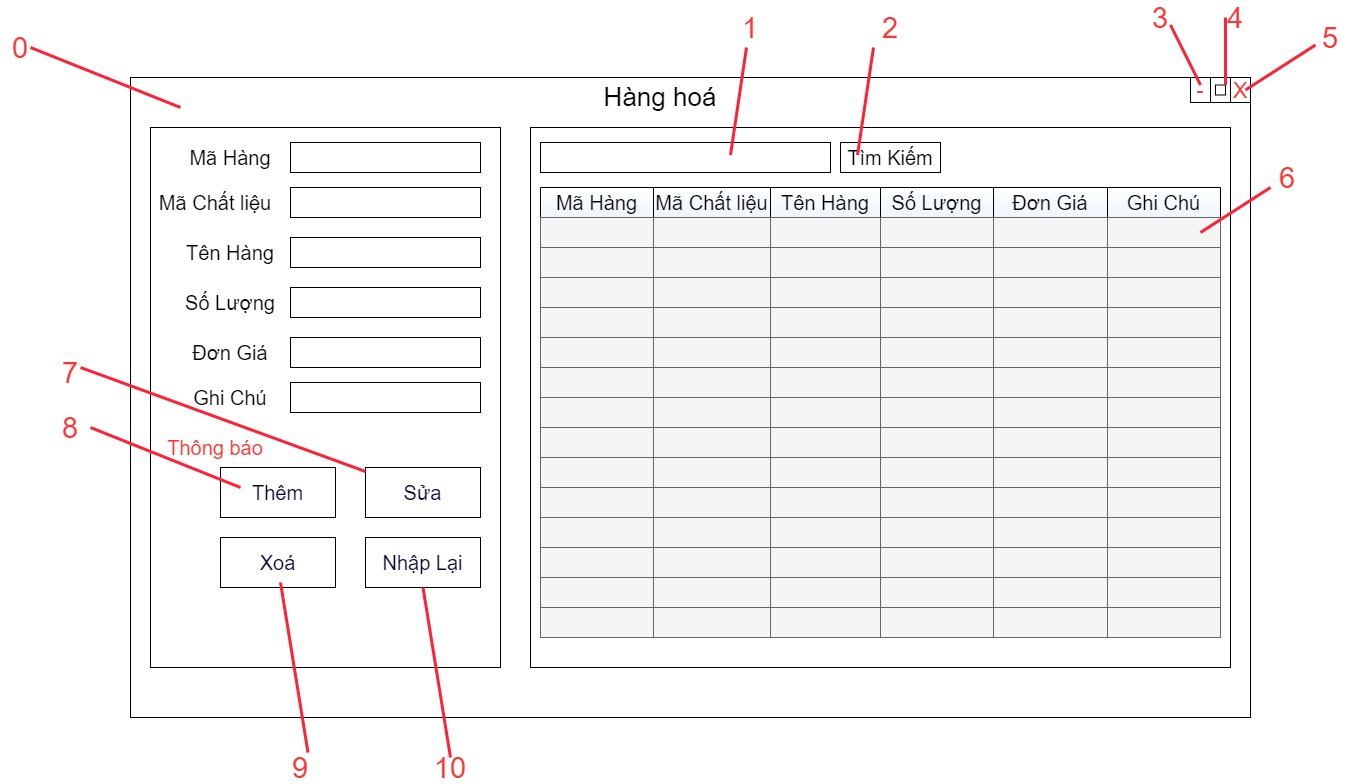 0
1
2
3
4
5
Hàng hoá
-
X
Mã Hàng
Mã Chất liệu
Tên Hàng
Số Lượng
Đơn Giá
Ghi Chú
Thông báo
Thêm
Sửa
Xoá
Nhập Lại
7
8
9
10
Tìm Kiếm
Mã Hàng Mã Chất liệu Tên Hàng Số Lượng Đơn Giá Ghi Chú
6